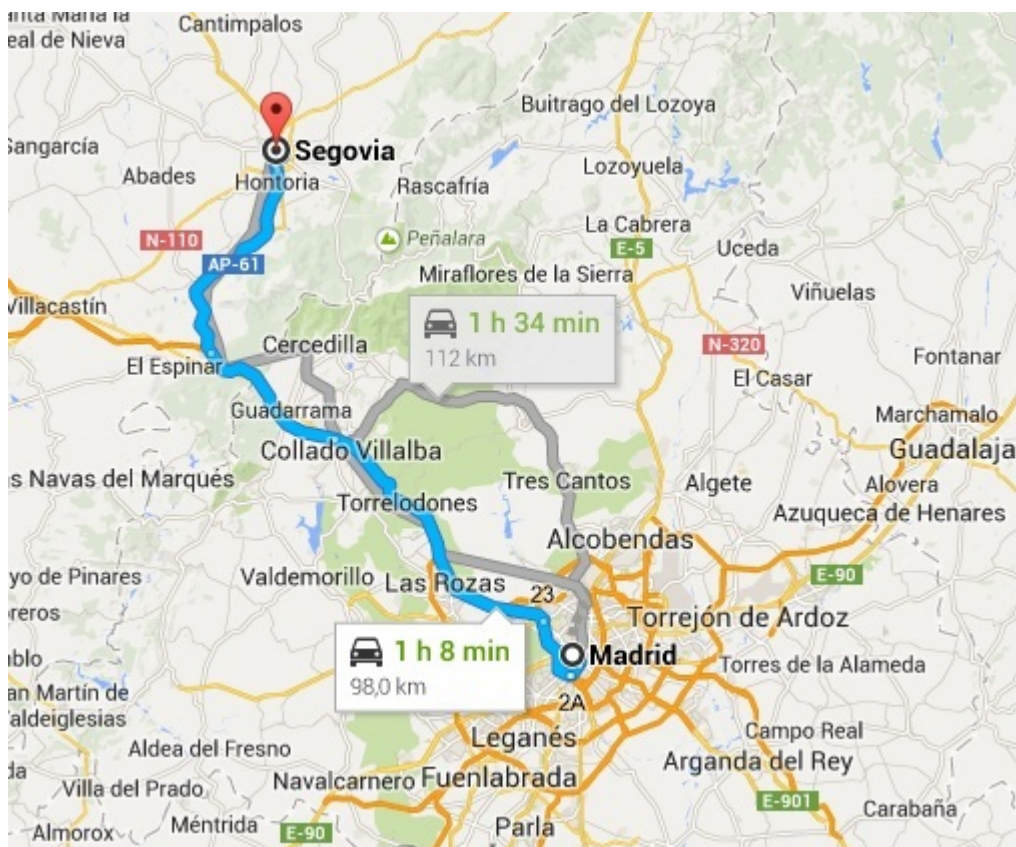 Cantimpalos
real de Nieva
Buitrago del Lozoya
Segovia
Sangarcía
Abades
Hontoria
Rascafría
Lozoyuela
N-110
Peñalara
La Cabrera
E-5
Uceda
AP-61
Miraflores de la Sierra
Viñuelas
Villacastín
1 h 34 min
112 km
Cercedilla
N-320
El Espinar
El Casar
Fontanar
Guadarrama
Marchamalo
Collado Villalba
Guadalaja
as Navas del Marqués
Tres Cantos
Algete
Alovera
Torrelodones
Azuqueca de Henares
Alcobendas
yo de Pinares
Valdemorillo
Las Rozas
23
E-90
reros
Torrejón de Ardoz
1 h 8 min
98,0 km
Madrid
Torres de la Alameda
ablo
an Martín de
aldeiglesias
2A
Leganés
Campo Real
Aldea del Fresno
Arganda del Rey
da
Villa del Prado
Navalcarnero
Fuenlabrada
E-901
Carabaña
Almorox
Méntrida
E-90
Parla